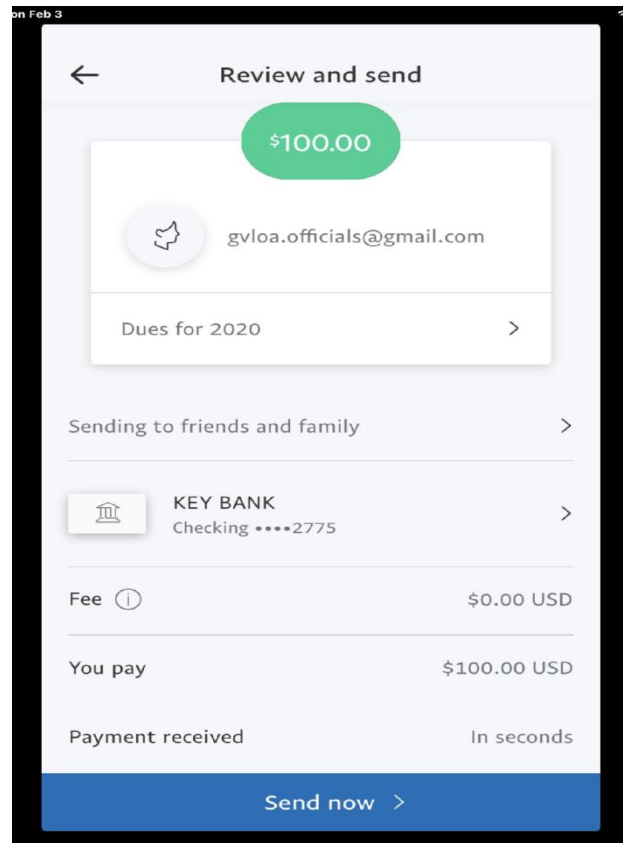 on Feb 3
Review and send
$100.00
gvloa.officials@gmail.com
Dues for 2020 >
Sending to friends and family >
KEY BANK
Checking ••••2775 >
Fee ⓘ $0.00 USD
You pay $100.00 USD
Payment received In seconds
Send now >